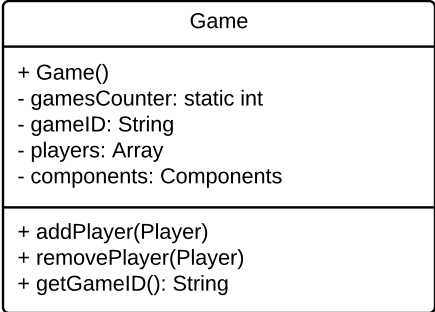 Game
+ Game()
- gamesCounter: static int
- gameID: String
- players: Array
- components: Components
+ addPlayer(Player)
+ removePlayer(Player)
+ getGameID(): String